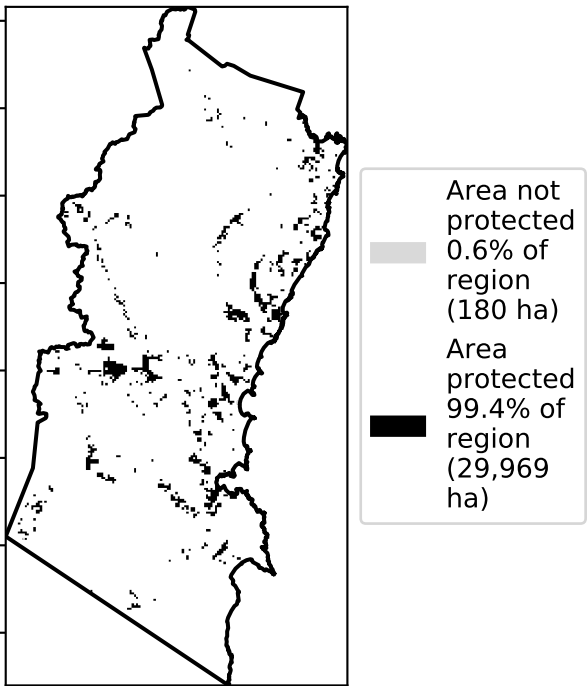 Area not
protected
0.6% of
region
(180 ha)
Area
protected
99.4% of
region
(29,969
ha)